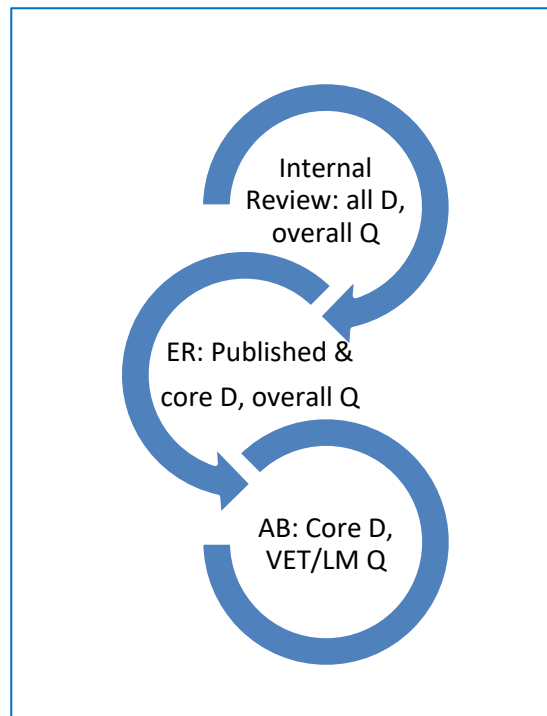 Internal
Review: all D,
overall Q
ER: Published &
core D, overall Q
AB: Core D,
VET/LM Q